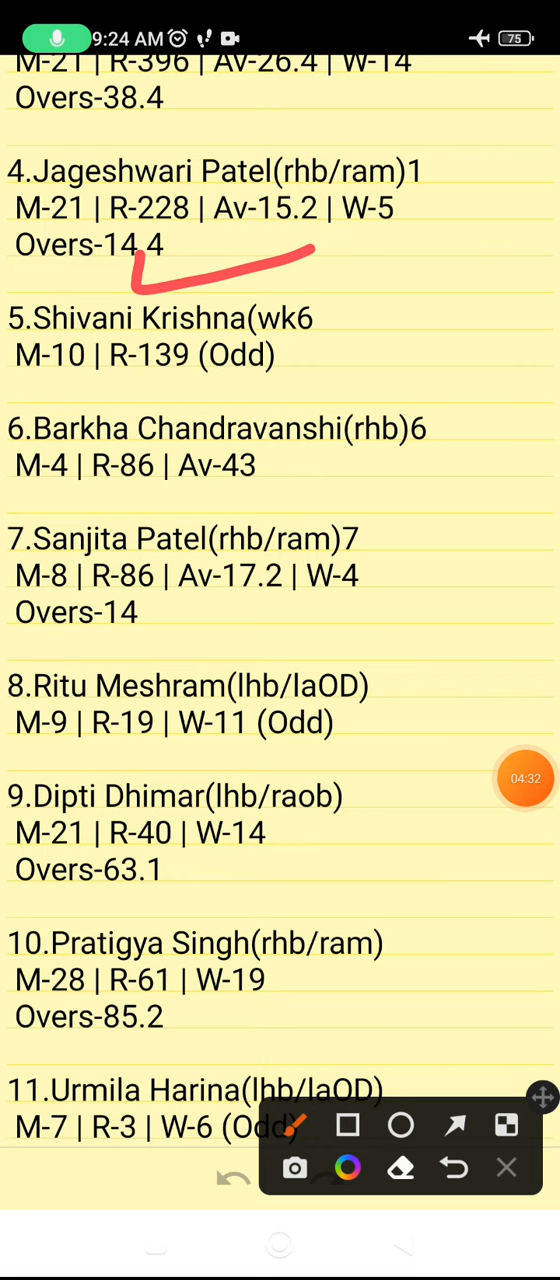 9:24 AM
75
M-21 | R-396 | Av-26.4 | W-14
Overs-38.4
4.Jageshwari Patel(rhb/ram)1
M-21 | R-228 | Av-15.2 | W-5
Overs-14.4
5.Shivani Krishna(wk6
M-10 | R-139 (Odd)
6.Barkha Chandravanshi(rhb)6
M-4 | R-86 | Av-43
7.Sanjita Patel(rhb/ram)7
M-8 | R-86 | Av-17.2 | W-4
Overs-14
8.Ritu Meshram(lhb/laOD)
M-9 | R-19 | W-11 (Odd)
04:32
9.Dipti Dhimar(lhb/raob)
M-21 | R-40 | W-14
Overs-63.1
10.Pratigya Singh(rhb/ram)
M-28 | R-61 | W-19
Overs-85.2
11.Urmila Harina(lhb/laOD)
M-7 | R-3 | W-6 (Odd)